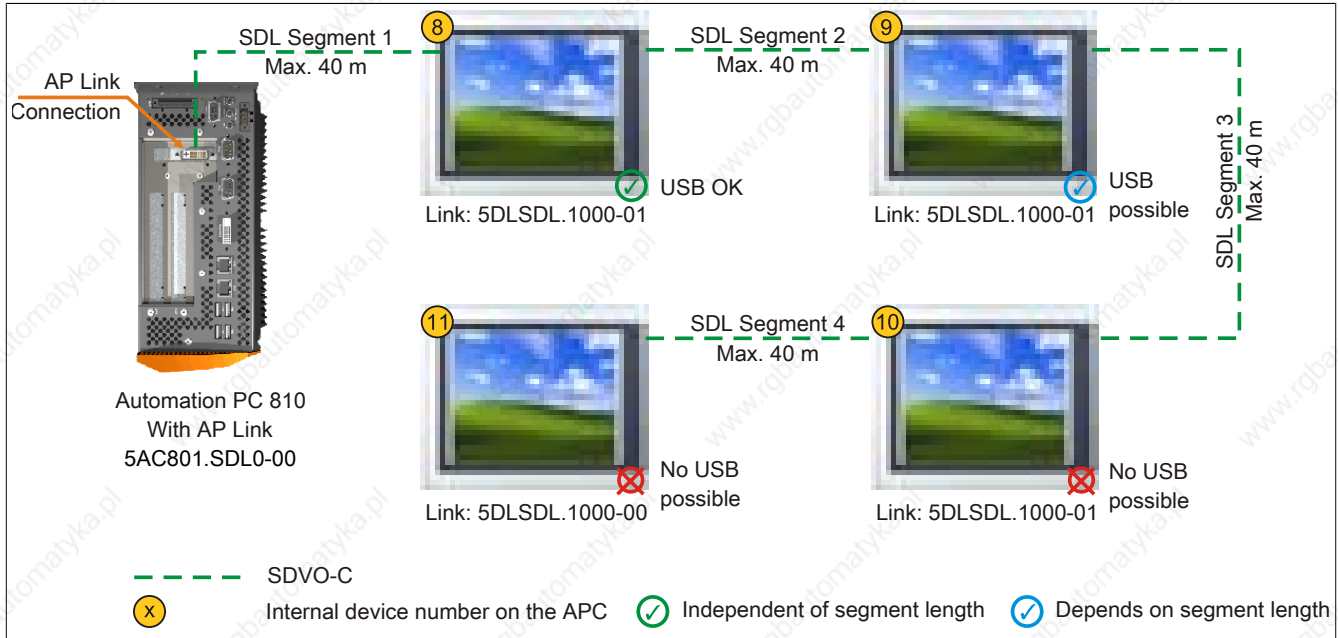 SDL Segment 1
Max. 40 m
8
SDL Segment 2
Max. 40 m
9
AP Link
Connection
SDL Segment 3
Max. 40 m
USB OK
USB
possible
Link: 5DLSDL.1000-01
Link: 5DLSDL.1000-01
11
SDL Segment 4
Max. 40 m
10
Automation PC 810
With AP Link
5AC801.SDL0-00
No USB
possible
No USB
possible
Link: 5DLSDL.1000-00
Link: 5DLSDL.1000-01
SDVO-C
x
Internal device number on the APC
Independent of segment length
Depends on segment length
www.rgbautomatyka.pl